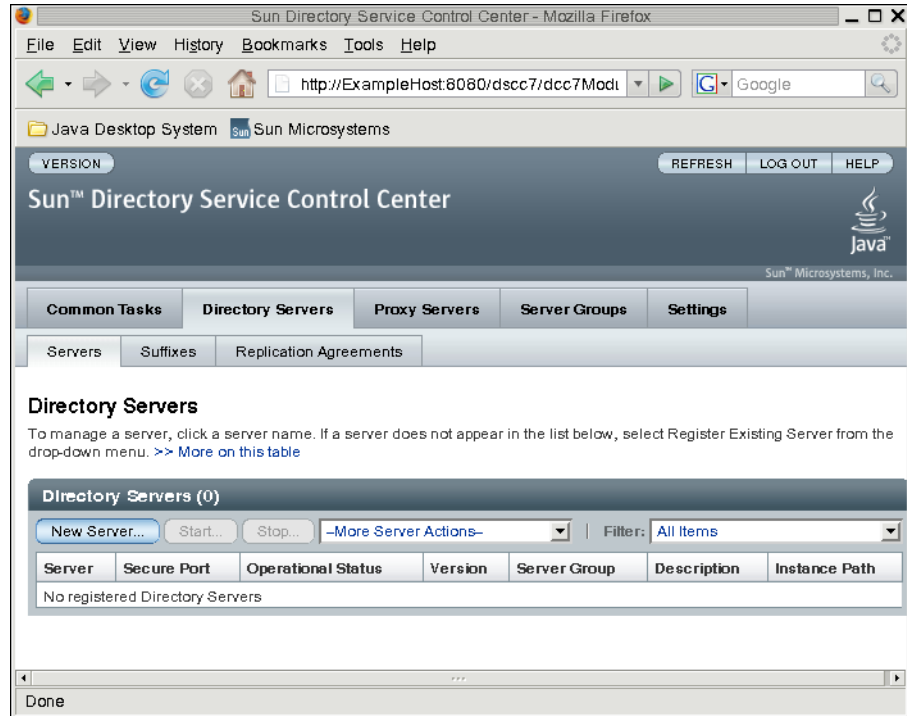 Sun Directory Service Control Center - Mozilla Firefox
File Edit View History Bookmarks Tools Help
http://ExampleHost:8080/dscc7/dcc7Modu
G Google
Java Desktop System Sun Sun Microsystems
VERSION REFRESH LOG OUT HELP
Sun™ Directory Service Control Center
Java™
Sun™ Microsystems, Inc.
Common Tasks Directory Servers Proxy Servers Server Groups Settings
Servers Suffixes Replication Agreements
Directory Servers
To manage a server, click a server name. If a server does not appear in the list below, select Register Existing Server from the
drop-down menu. >> More on this table
Directory Servers (0)
New Server... Start... Stop... –More Server Actions– | Filter: All Items
Server Secure Port Operational Status Version Server Group Description Instance Path
No registered Directory Servers
Done